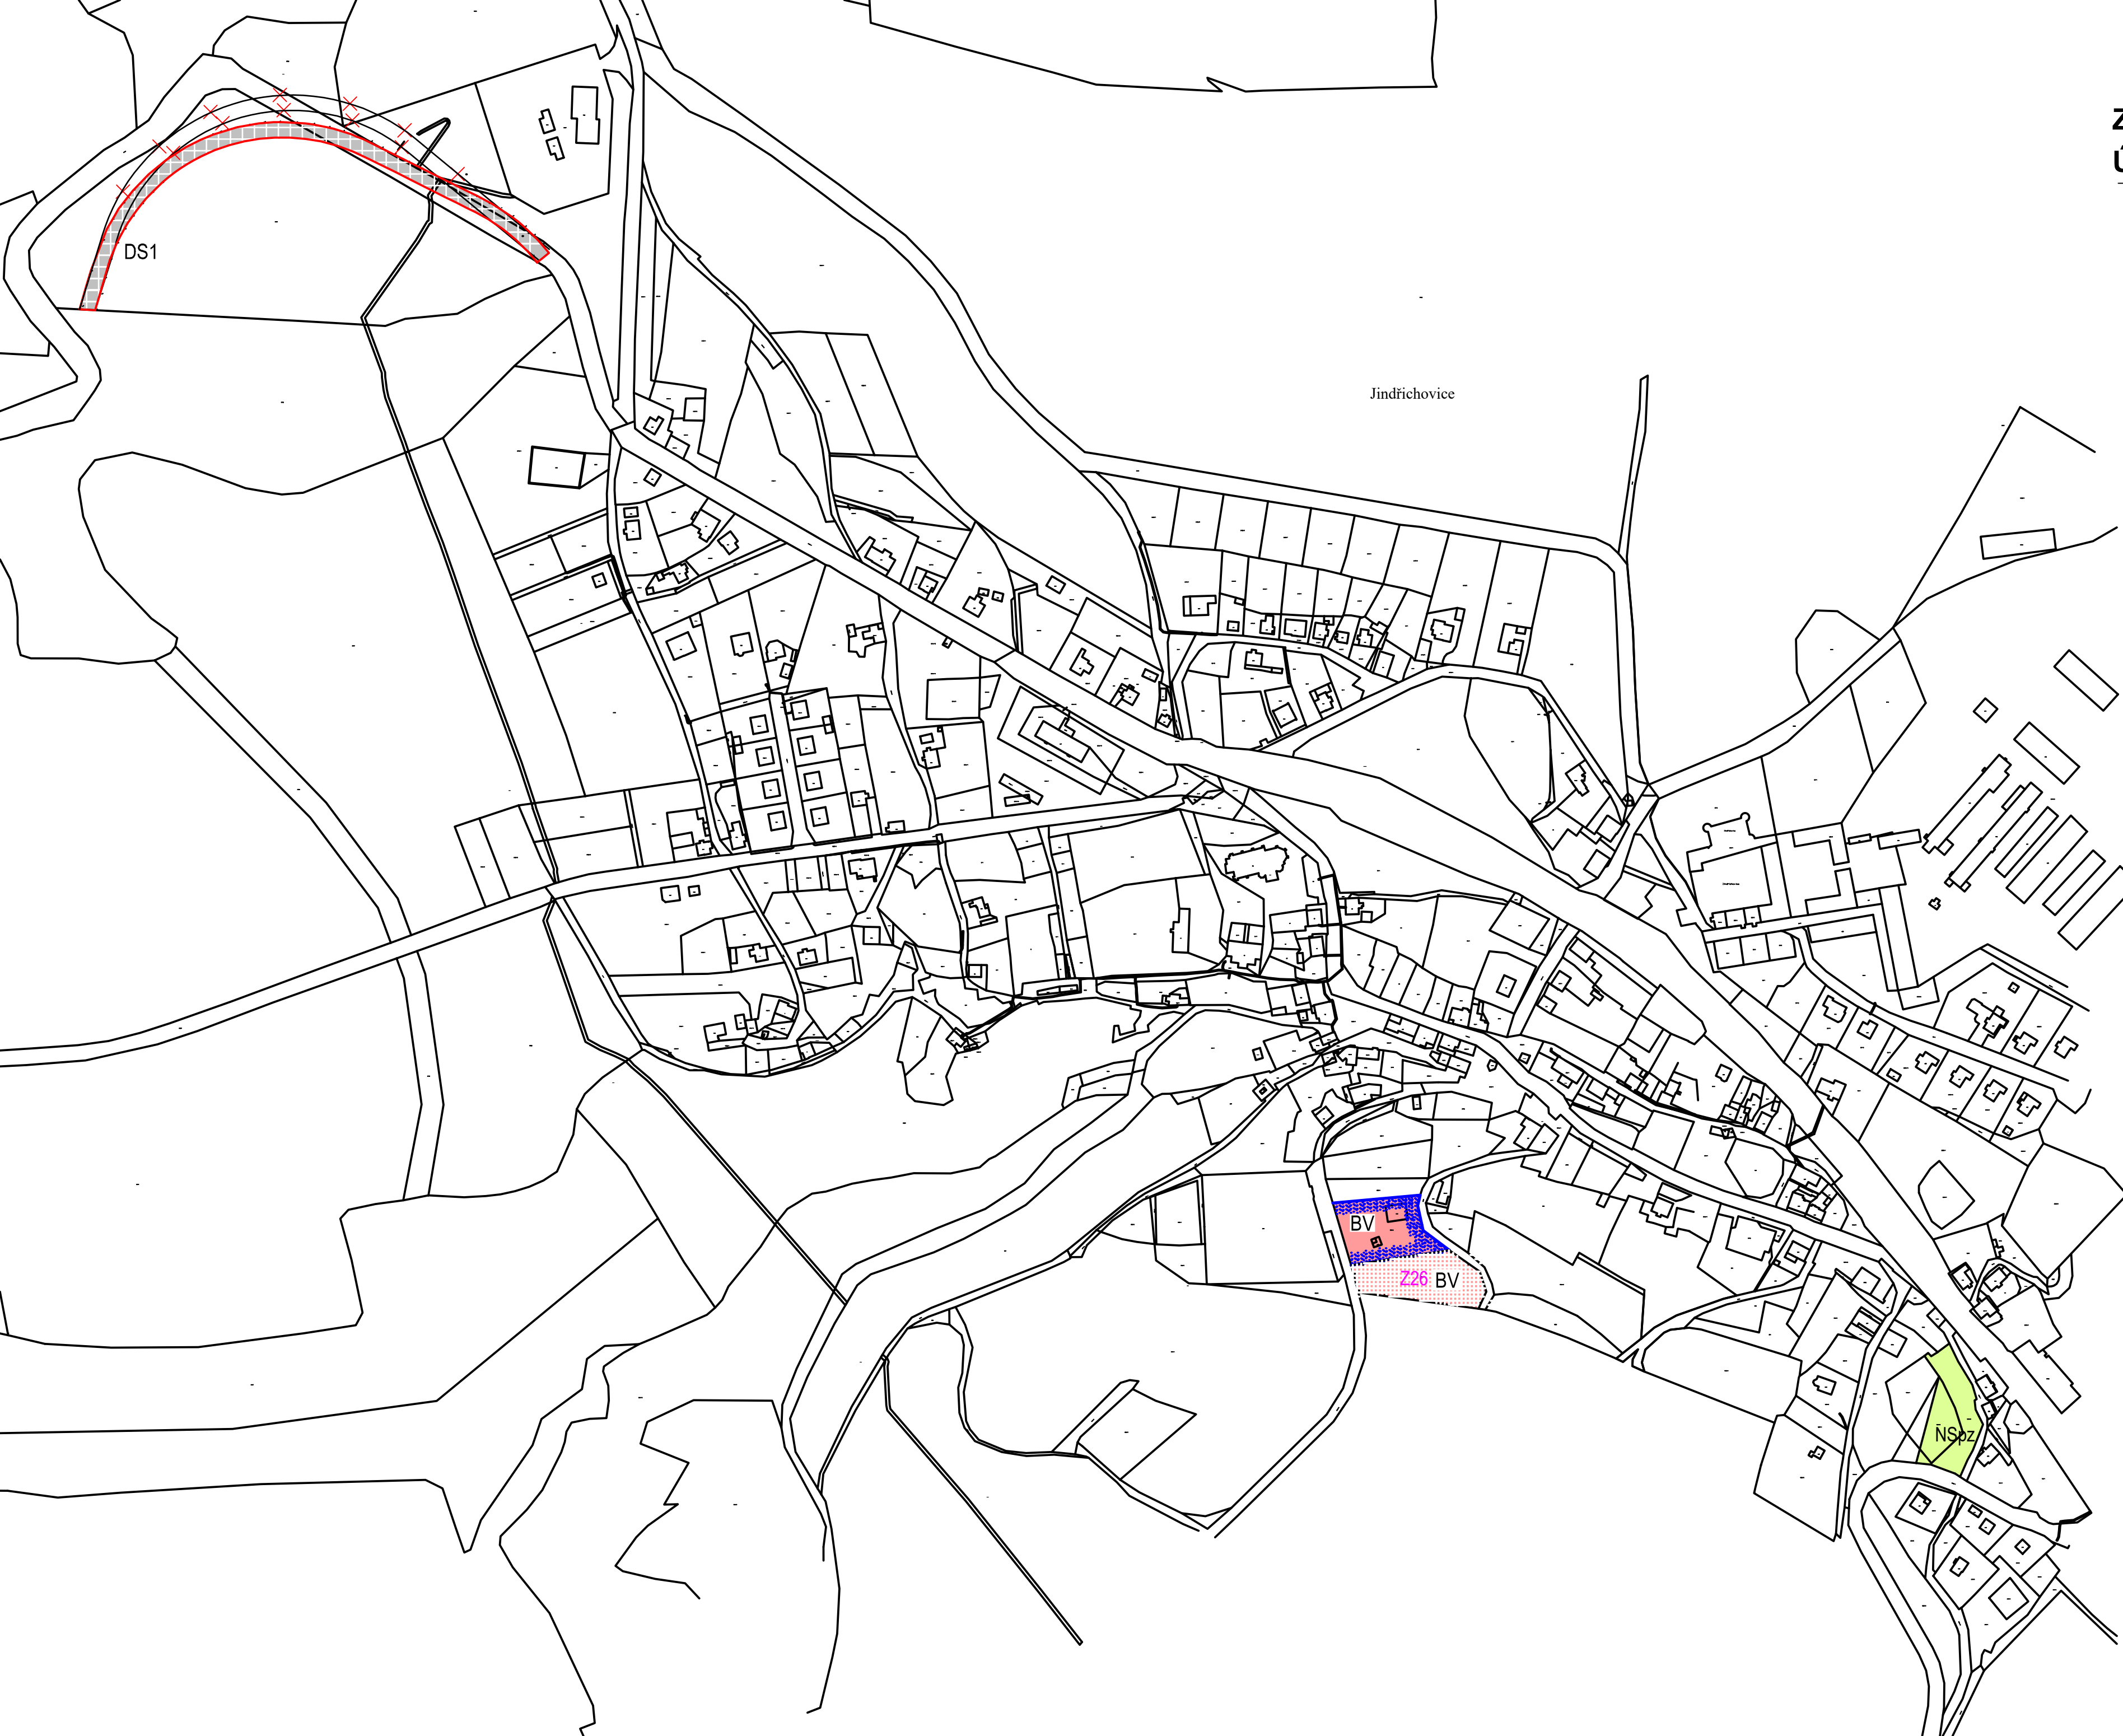 Z
Ú
DS1
Jindřichovice
BV
Z26 BV
NSpz